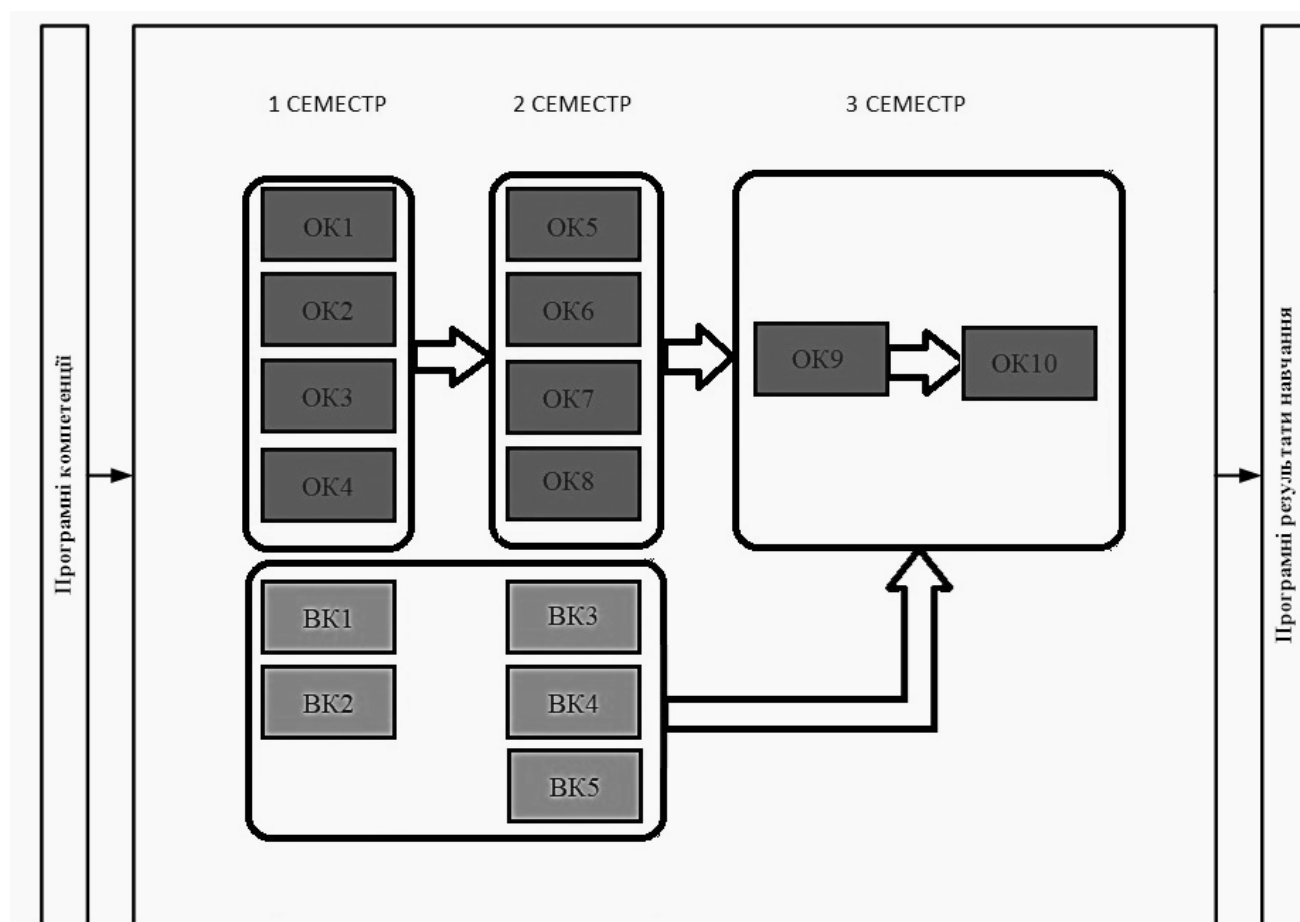 Програмні компетенції
1 СЕМЕСТР
2 СЕМЕСТР
3 СЕМЕСТР
ОК1
ОК2
ОК3
ОК4
ОК5
ОК6
ОК7
ОК8
ОК9
ОК10
ВК1
ВК2
ВК3
ВК4
ВК5
Програмні результати навчання